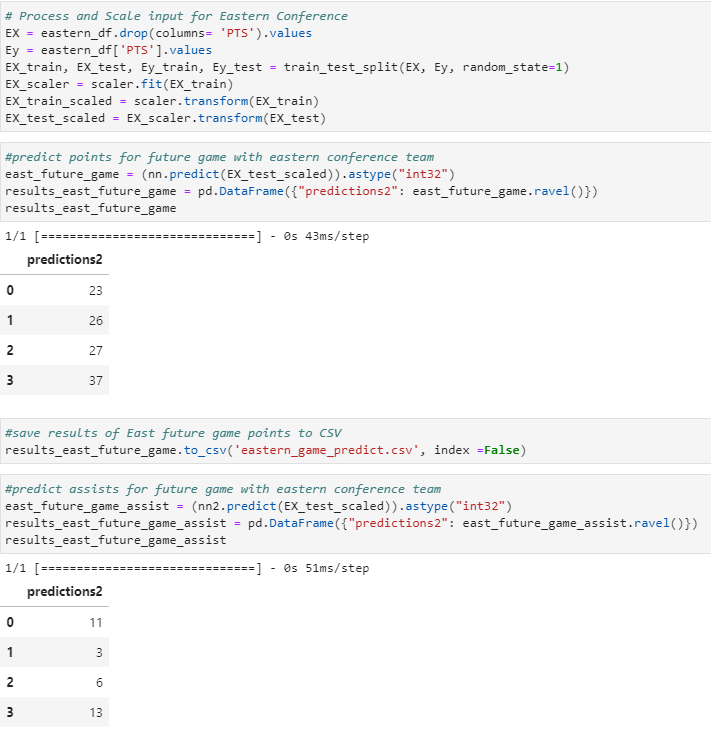 # Process and Scale input for Eastern Conference
EX = eastern_df.drop(columns= 'PTS').values
Ey = eastern_df['PTS'].values
EX_train, EX_test, Ey_train, Ey_test = train_test_split(EX, Ey, random_state=1)
EX_scaler = scaler.fit(EX_train)
EX_train_scaled = scaler.transform(EX_train)
EX_test_scaled = EX_scaler.transform(EX_test)
#predict points for future game with eastern conference team
east_future_game = (nn.predict(EX_test_scaled)).astype("int32")
results_east_future_game = pd.DataFrame({"predictions2": east_future_game.ravel()})
results_east_future_game
1/1 [==============================] - 0s 43ms/step
predictions2
0 23
1 26
2 27
3 37
#save results of East future game points to CSV
results_east_future_game.to_csv('eastern_game_predict.csv', index =False)
#predict assists for future game with eastern conference team
east_future_game_assist = (nn2.predict(EX_test_scaled)).astype("int32")
results_east_future_game_assist = pd.DataFrame({"predictions2": east_future_game_assist.ravel()})
results_east_future_game_assist
1/1 [==============================] - 0s 51ms/step
predictions2
0 11
1 3
2 6
3 13